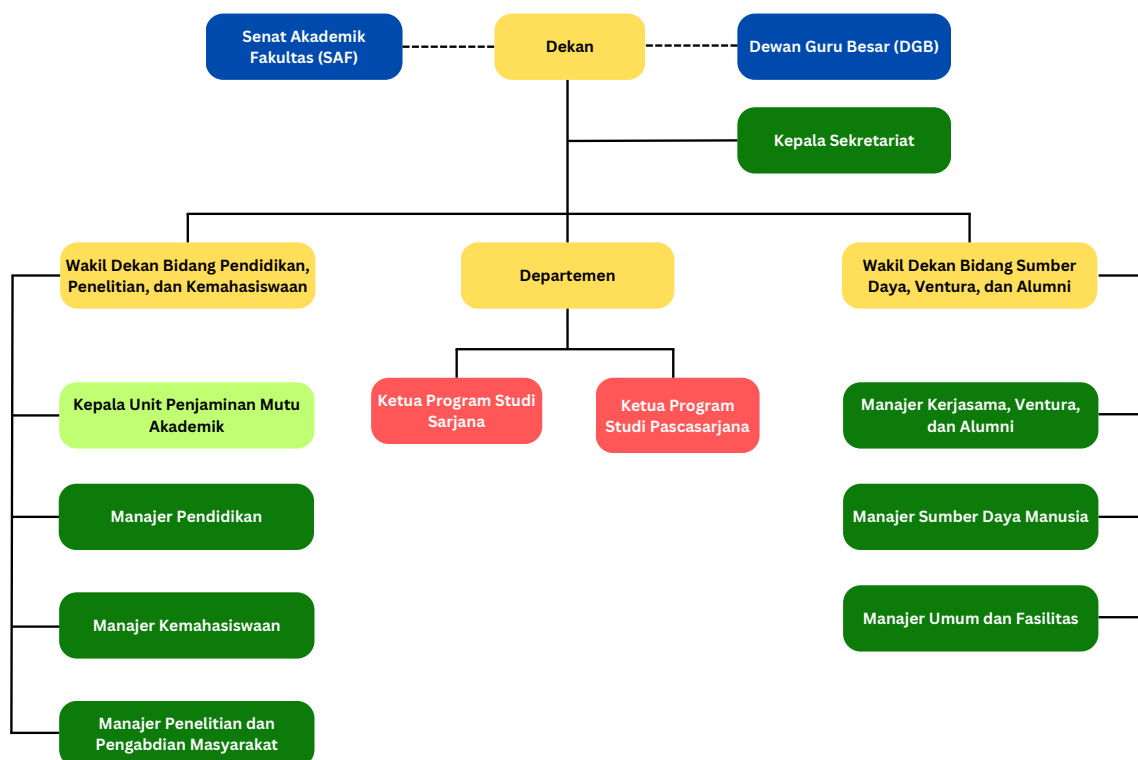 Senat Akademik
Fakultas (SAF)
Dekan
Dewan Guru Besar (DGB)
Kepala Sekretariat
Wakil Dekan Bidang Pendidikan,
Penelitian, dan Kemahasiswaan
Departemen
Wakil Dekan Bidang Sumber
Daya, Ventura, dan Alumni
Kepala Unit Penjaminan Mutu
Akademik
Ketua Program Studi
Sarjana
Ketua Program
Studi Pascasarjana
Manajer Kerjasama, Ventura,
dan Alumni
Manajer Pendidikan
Manajer Sumber Daya Manusia
Manajer Kemahasiswaan
Manajer Umum dan Fasilitas
Manajer Penelitian dan
Pengabdian Masyarakat